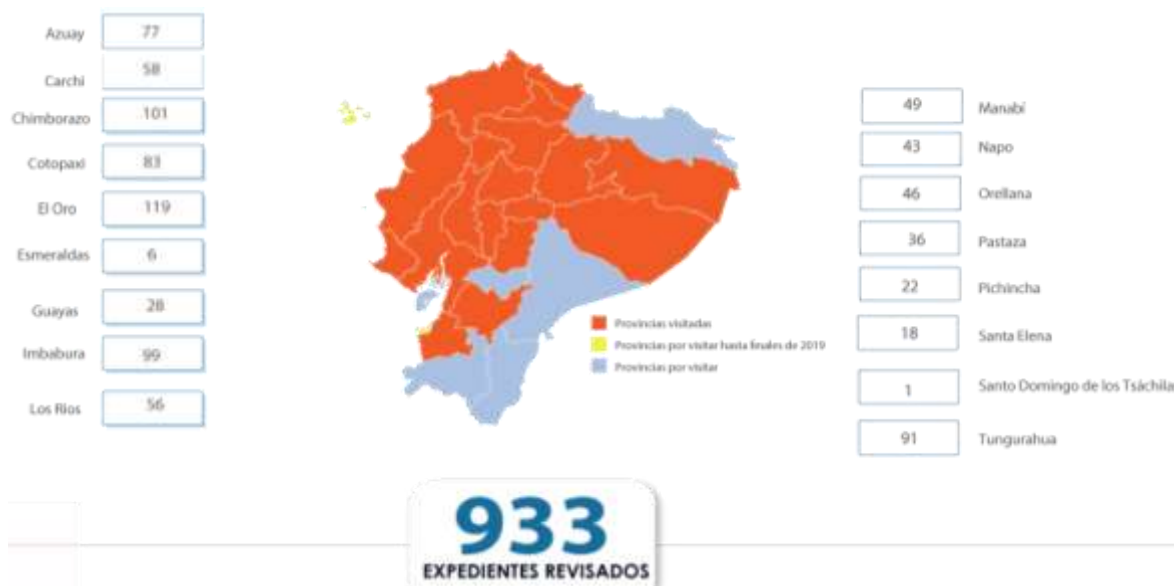 Azuay 77
Carchi 58
Chimborazo 101
Cotopaxi 83
El Oro 119
Esmeraldas 6
Guayas 28
Imbabura 99
Los Rios 56
Provincias visitadas
Provincias por visitar hasta finales de 2019
Provincias por visitar
49 Manabí
43 Napo
46 Orellana
36 Pastaza
22 Pichincha
18 Santa Elena
1 Santo Domingo de los Tsáchila
91 Tungurahua
933
EXPEDIENTES REVISADOS